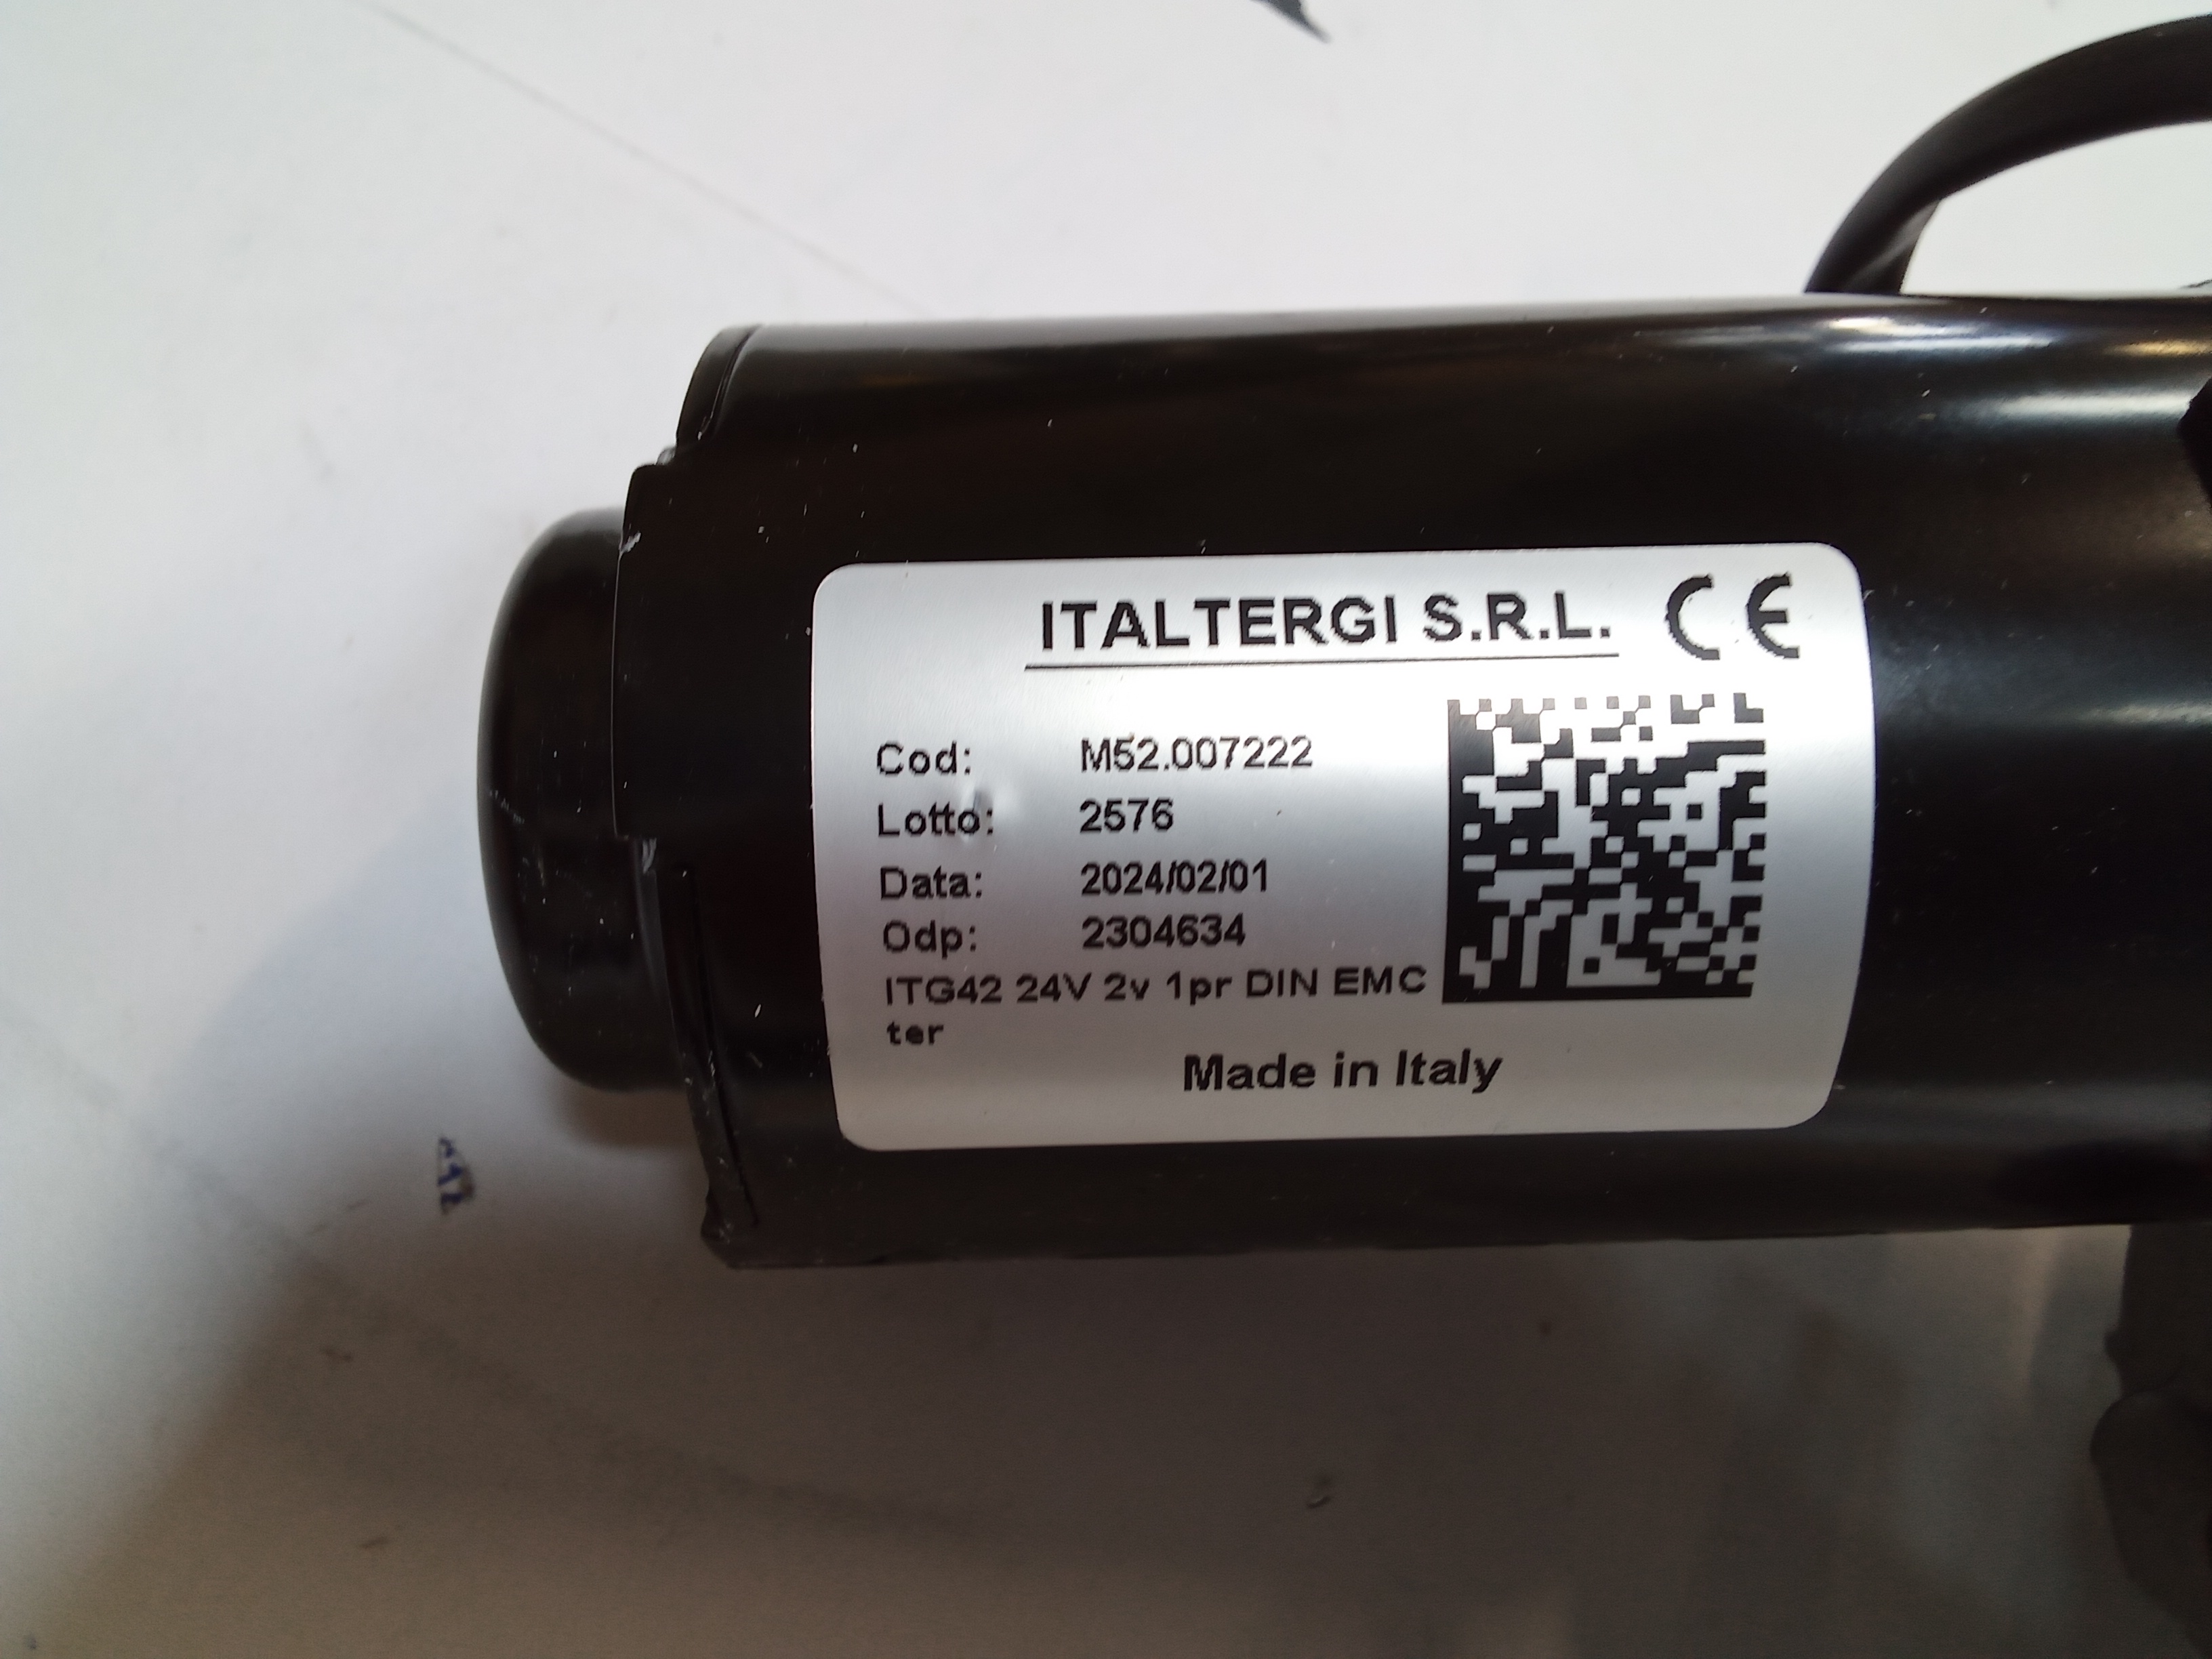 ITALTERGI S.R.L. CE
Cod: M52.007222
Lotto: 2576
Data: 2024/02/01
Odp: 2304634
ITG42 24V 2v 1pr DIN EMC
ter
Made in Italy